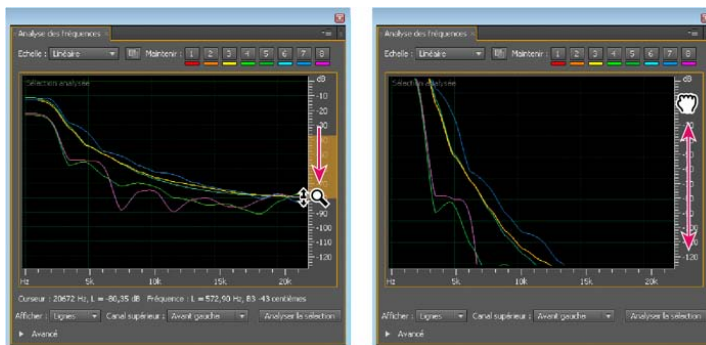 Analyse des fréquences
Echelle : Linéaire Maintenir : 1 2 3 4 5 6 7 8
Sélection analysée
dB
-10
-20
-30
-80
-90
-100
-110
-120
Hz 5k 10k 15k 20k
Curseur : 20672 Hz, L = -80,35 dB Fréquence : L = 572,90 Hz, B3 -43 centièmes
Afficher : Lignes Canal supérieur : Avant gauche Analyser la sélection
Avancé
Analyse des fréquences
Echelle : Linéaire Maintenir : 1 2 3 4 5 6 7 8
Sélection analysée
dB
-120
Hz 5k 10k 15k 20k
Afficher : Lignes Canal supérieur : Avant gauche Analyser la sélection
Avancé